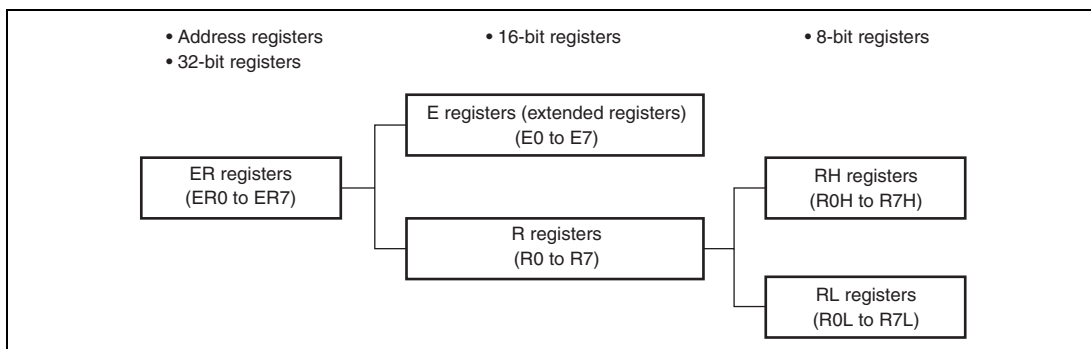 • Address registers
• 32-bit registers
• 16-bit registers
• 8-bit registers
E registers (extended registers)
(E0 to E7)
ER registers
(ER0 to ER7)
RH registers
(R0H to R7H)
R registers
(R0 to R7)
RL registers
(R0L to R7L)